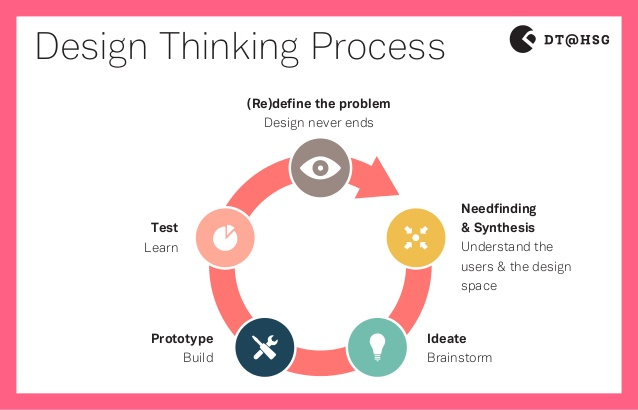 Design Thinking Process
DT@HSG
(Re)define the problem
Design never ends
Needfinding
& Synthesis
Understand the
users & the design
space
Ideate
Brainstorm
Prototype
Build
Test
Learn